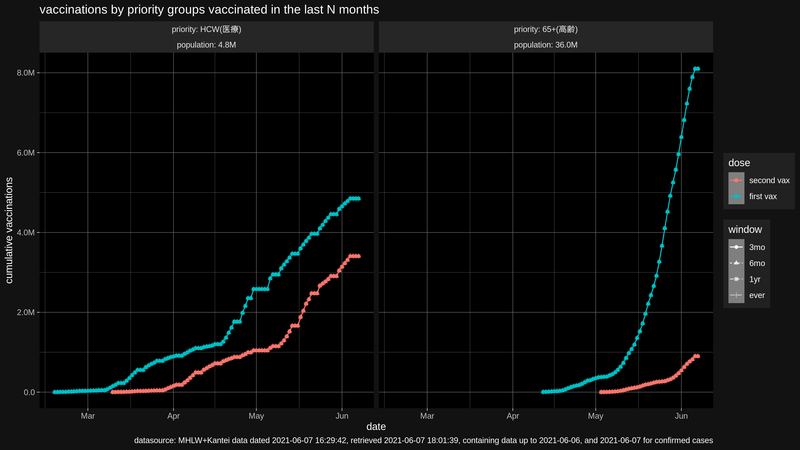 vaccinations by priority groups vaccinated in the last N months
priority: HCW(医療)
population: 4.8M
priority: 65+(高齢)
population: 36.0M
8.0M
6.0M
4.0M
2.0M
0.0
cumulative vaccinations
Mar
Apr
May
Jun
Mar
Apr
May
Jun
date
dose
second vax
first vax
window
3mo
6mo
1yr
ever
datasource: MHLW+Kantei data dated 2021-06-07 16:29:42, retrieved 2021-06-07 18:01:39, containing data up to 2021-06-06, and 2021-06-07 for confirmed cases